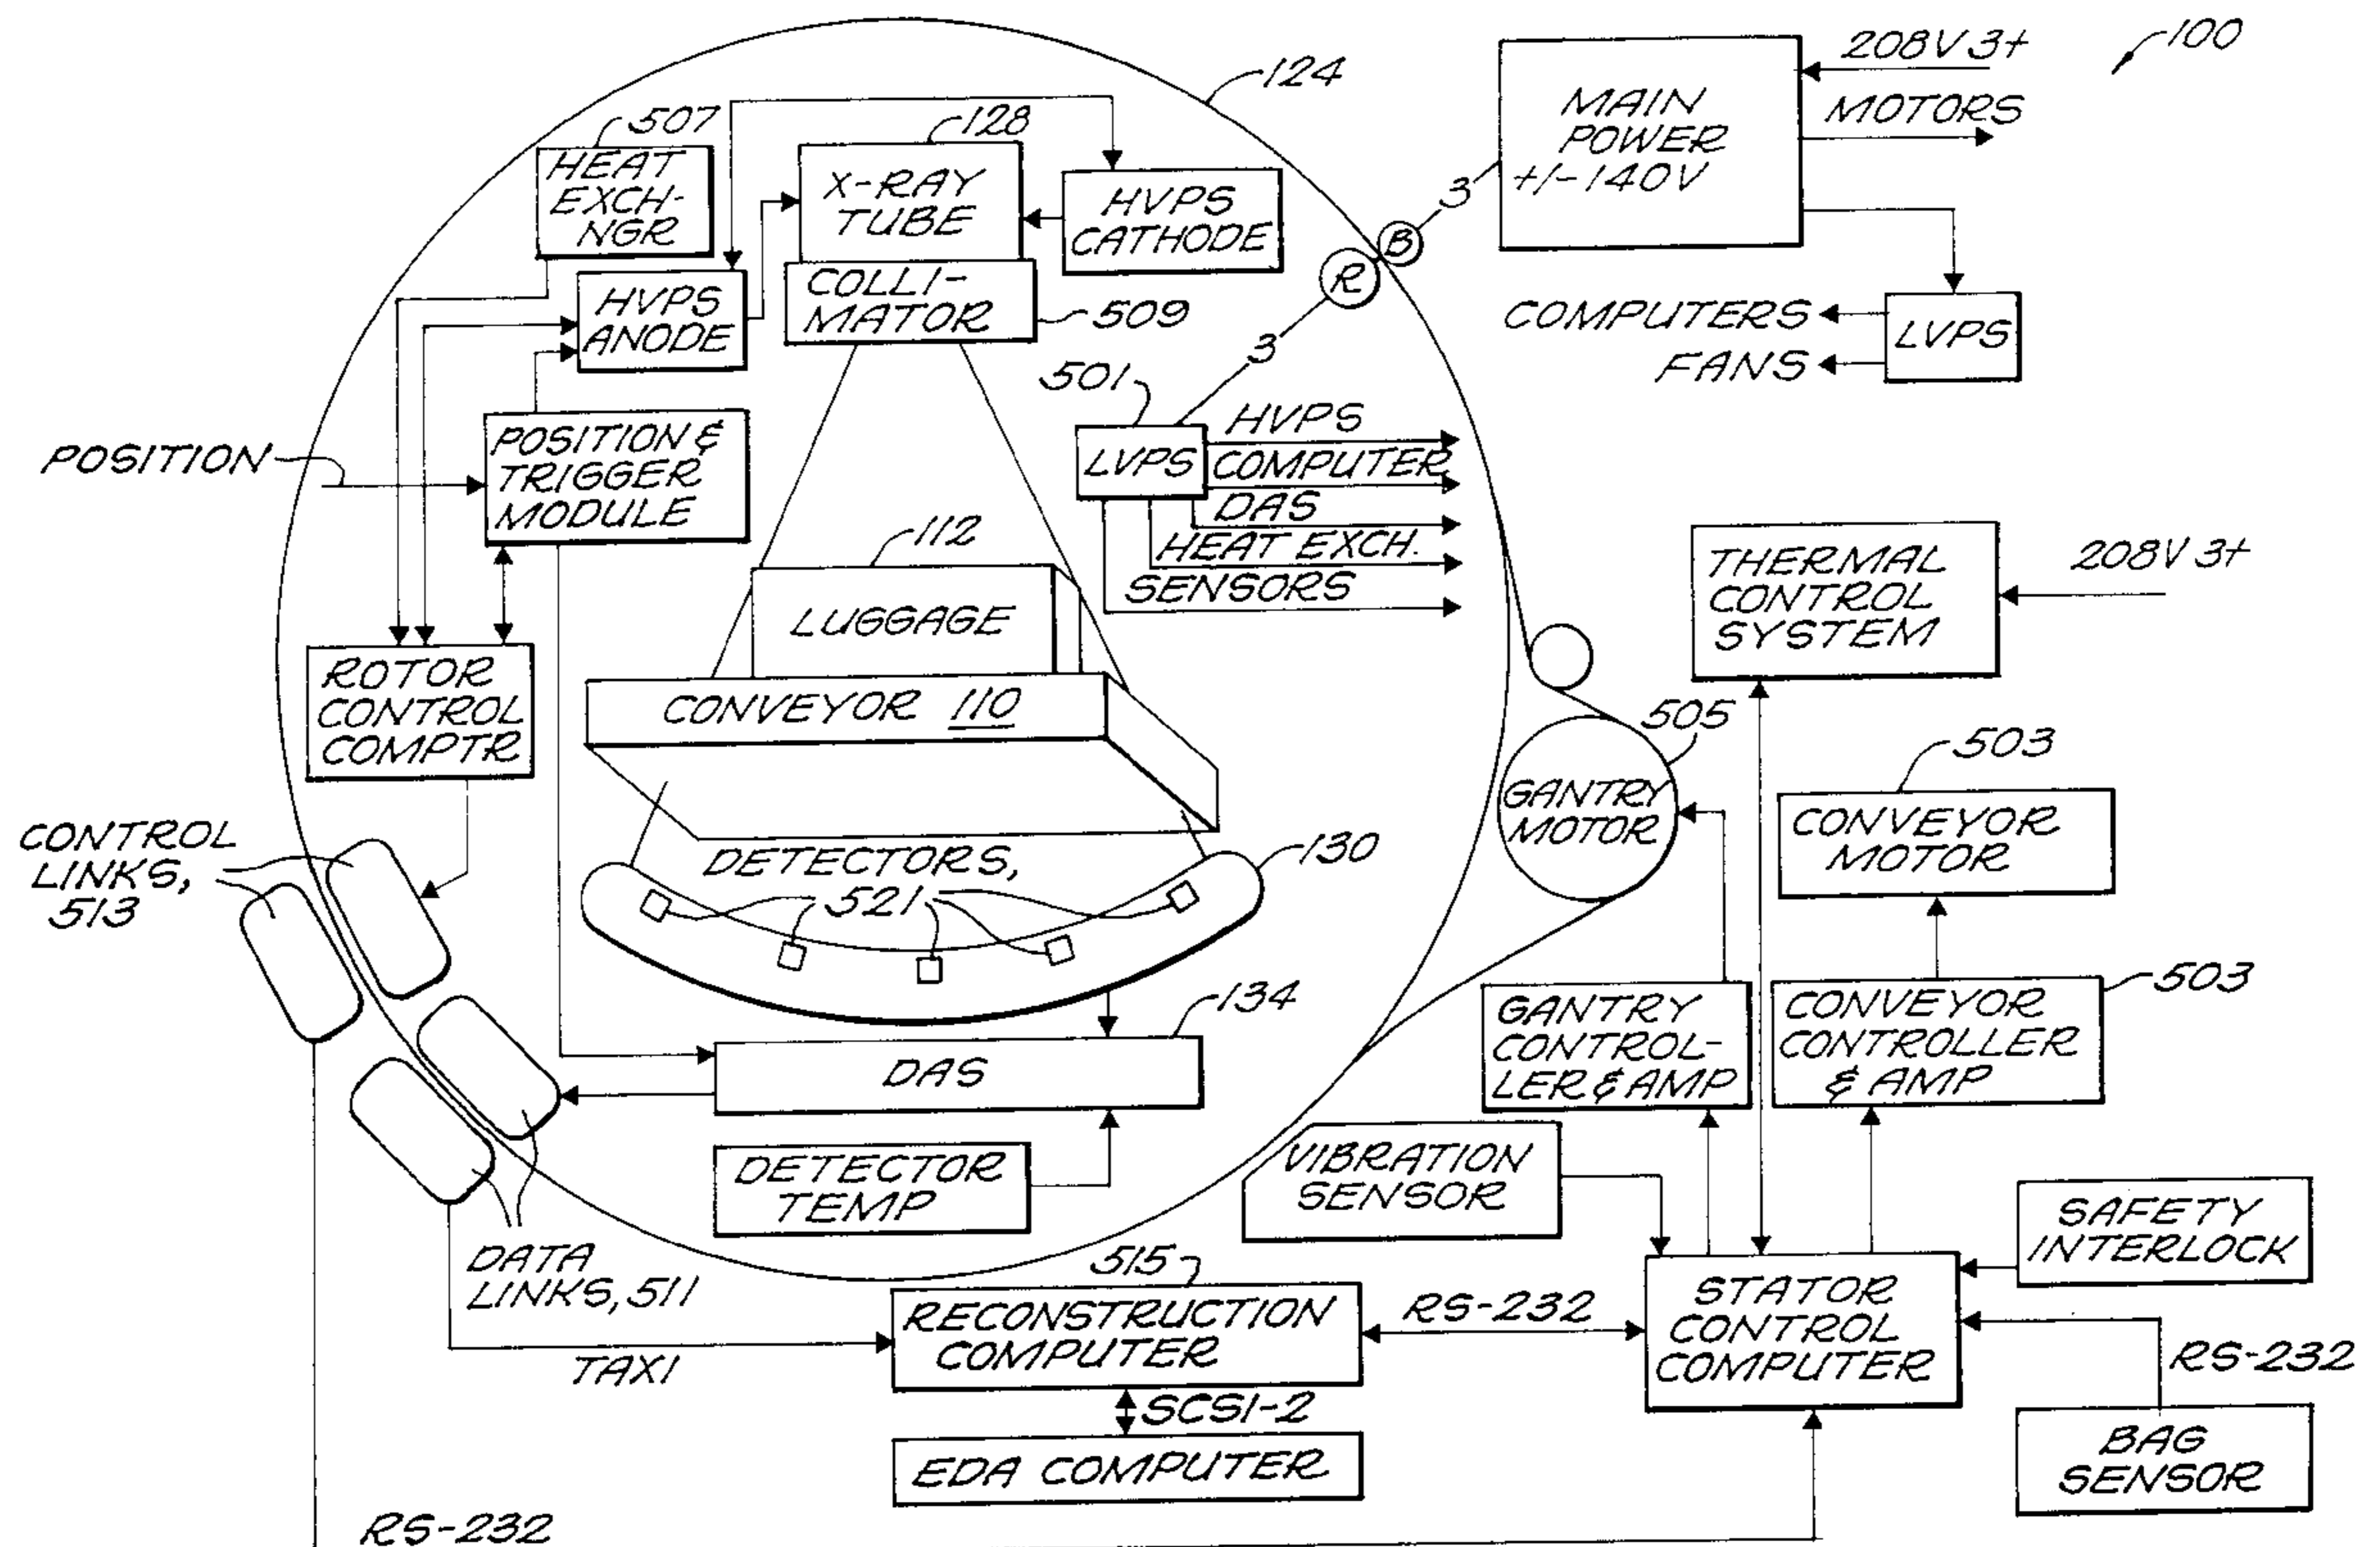 100
208V 3+
MAIN
POWER
+/-140V
MOTORS
124
507
128
HEAT
EXCH-
NGR
X-RAY
TUBE
HVPS
CATHODE
3
B
R
3
HVPS
ANODE
COLLI-
MATOR
509
COMPUTERS
FANS
LVPS
501
LVPS
HVPS
COMPUTER
DAS
HEAT EXCH.
SENSORS
POSITION
POSITION &
TRIGGER
MODULE
112
LUGGAGE
THERMAL
CONTROL
SYSTEM
208V 3+
ROTOR
CONTROL
COMPTR
CONVEYOR 110
505
GANTRY
MOTOR
503
CONVEYOR
MOTOR
CONTROL
LINKS,
513
DETECTORS,
521
130
134
DAS
GANTRY
CONTROL-
LER & AMP
CONVEYOR
CONTROLLER
& AMP
503
DETECTOR
TEMP
VIBRATION
SENSOR
SAFETY
INTERLOCK
DATA
LINKS, 511
515
RECONSTRUCTION
COMPUTER
RS-232
STATOR
CONTROL
COMPUTER
RS-232
TAXI
SCSI-2
EDA COMPUTER
BAG
SENSOR
RS-232